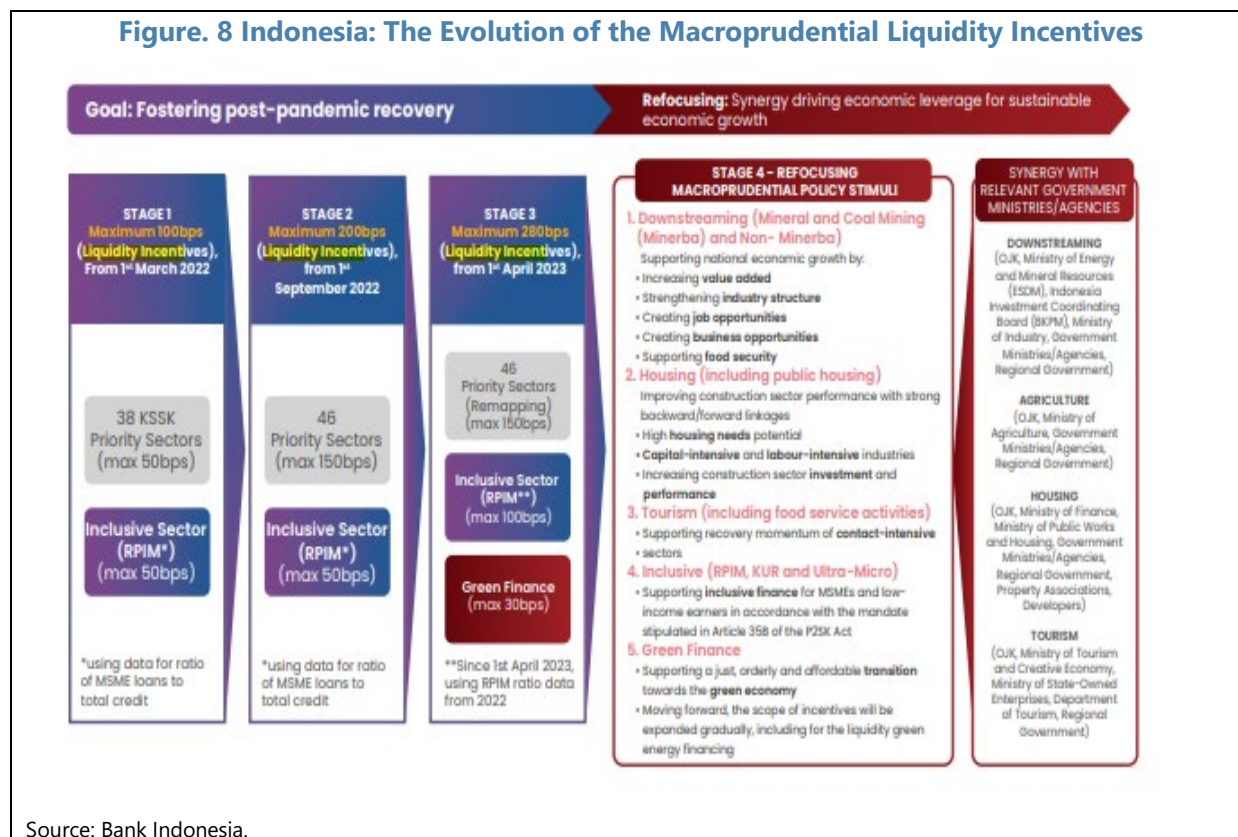 Figure. 8 Indonesia: The Evolution of the Macroprudential Liquidity Incentives
Goal: Fostering post-pandemic recovery
Refocusing: Synergy driving economic leverage for sustainable
economic growth
STAGE 1
Maximum 100bps
(Liquidity Incentives),
From 1st March 2022
38 KSSK
Priority Sectors
(max 50bps)
Inclusive Sector
(RPIM*)
(max 50bps)
*using data for ratio
of MSME loans to
total credit
STAGE 2
Maximum 200bps
(Liquidity Incentives),
from 1st
September 2022
46
Priority Sectors
(max 150bps)
Inclusive Sector
(RPIM*)
(max 50bps)
*using data for ratio
of MSME loans to
total credit
STAGE 3
Maximum 280bps
(Liquidity Incentives),
from 1st April 2023
46
Priority Sectors
(Remapping)
(max 150bps)
Inclusive Sector
(RPIM**)
(max 100bps)
Green Finance
(max 30bps)
**Since 1st April 2023,
using RPIM ratio data
from 2022
STAGE 4 - REFOCUSING
MACROPRUDENTIAL POLICY STIMULI
1. Downstreaming (Mineral and Coal Mining
(Minerba) and Non- Minerba)
Supporting national economic growth by:
• Increasing value added
• Strengthening industry structure
• Creating job opportunities
• Creating business opportunities
• Supporting food security
2. Housing (including public housing)
Improving construction sector performance with strong
backward/forward linkages
• High housing needs potential
• Capital-intensive and labour-intensive industries
• Increasing construction sector investment and
performance
3. Tourism (including food service activities)
• Supporting recovery momentum of contact-intensive
• sectors
4. Inclusive (RPIM, KUR and Ultra-Micro)
• Supporting inclusive finance for MSMEs and low-
income earners in accordance with the mandate
stipulated in Article 35B of the P2SK Act
5. Green Finance
• Supporting a just, orderly and affordable transition
towards the green economy
• Moving forward, the scope of incentives will be
expanded gradually, including for the liquidity green
energy financing
SYNERGY WITH
RELEVANT GOVERNMENT
MINISTRIES/AGENCIES
DOWNSTREAMING
(OJK, Ministry of Energy
and Mineral Resources
(ESDM), Indonesia
Investment Coordinating
Board (BKPM), Ministry
of Industry, Government
Ministries/Agencies,
Regional Government)
AGRICULTURE
(OJK, Ministry of
Agriculture, Government
Ministries/Agencies,
Regional Government)
HOUSING
(OJK, Ministry of Finance,
Ministry of Public Works
and Housing, Government
Ministries/Agencies,
Regional Government,
Property Associations,
Developers)
TOURISM
(OJK, Ministry of Tourism
and Creative Economy,
Ministry of State-Owned
Enterprises, Department
of Tourism, Regional
Government)
Source: Bank Indonesia.